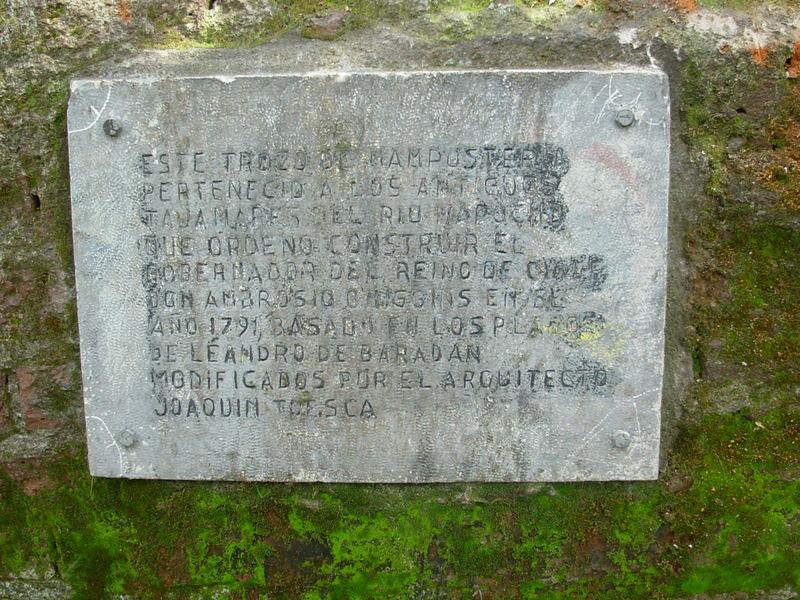 ESTE TROZO DE MAMPOSTERIA
PERTENECIO A LOS ANTIGUOS
TAJAMARES DEL RIO MAPOCHO
QUE ORDENO CONSTRUIR EL
GOBERNADOR DEL REINO DE CHILE
DON AMBROSIO O'HIGGINS EN EL
AÑO 1791, BASADO EN LOS PLANOS
DE LEANDRO DE BARADAN
MODIFICADOS POR EL ARQUITECTO
JOAQUIN TOESCA